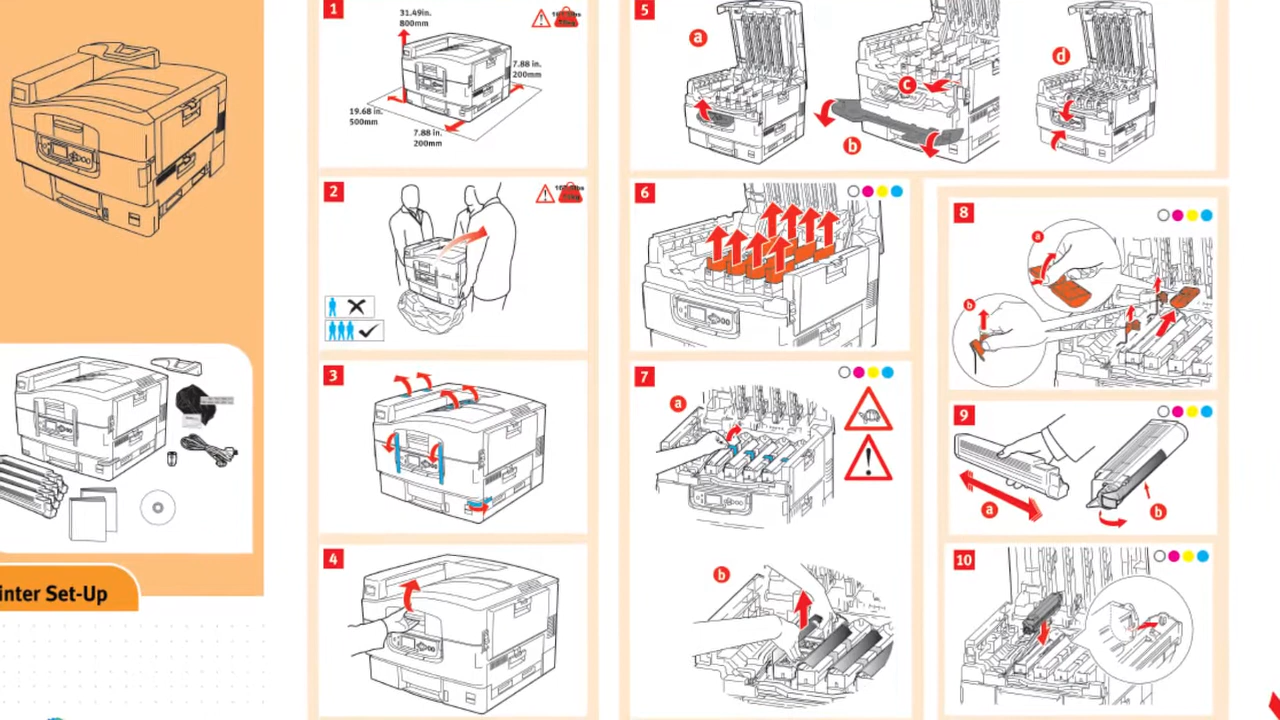 1
31.49in.
800mm
7.88 in.
200mm
19.68 in.
500mm
7.88 in.
200mm
2
3
4
5
a
b
c
d
6
7
a
b
8
a
b
9
a
b
10
inter Set-Up